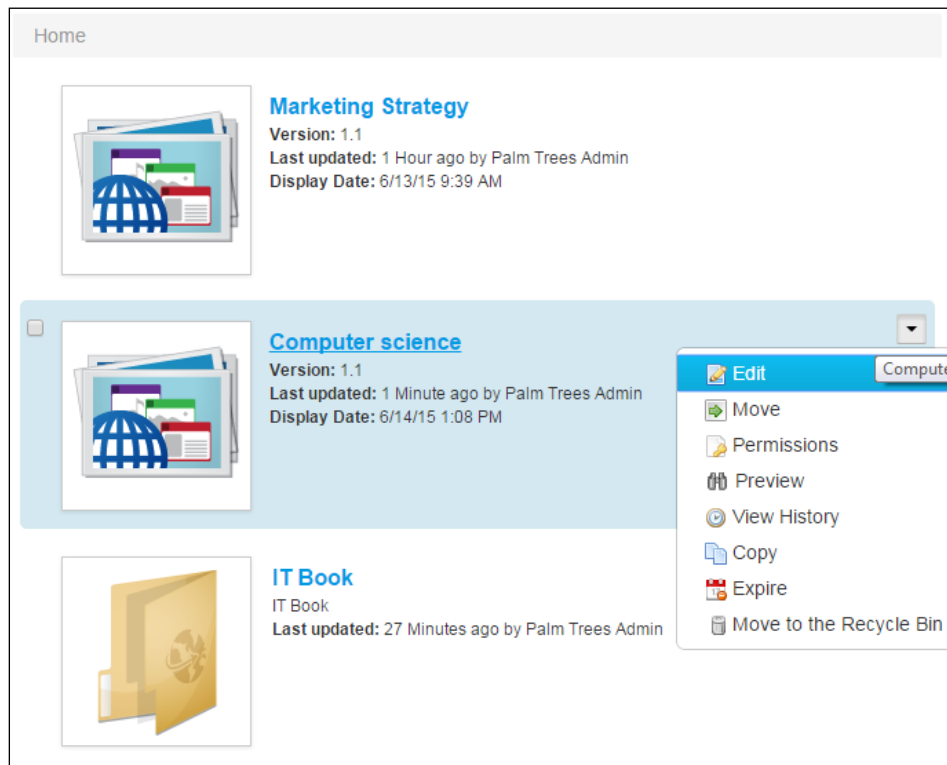 Home
Marketing Strategy
Version: 1.1
Last updated: 1 Hour ago by Palm Trees Admin
Display Date: 6/13/15 9:39 AM
Computer science
Version: 1.1
Last updated: 1 Minute ago by Palm Trees Admin
Display Date: 6/14/15 1:08 PM
Edit
Compute
Move
Permissions
Preview
View History
Copy
Expire
Move to the Recycle Bin
IT Book
IT Book
Last updated: 27 Minutes ago by Palm Trees Admin